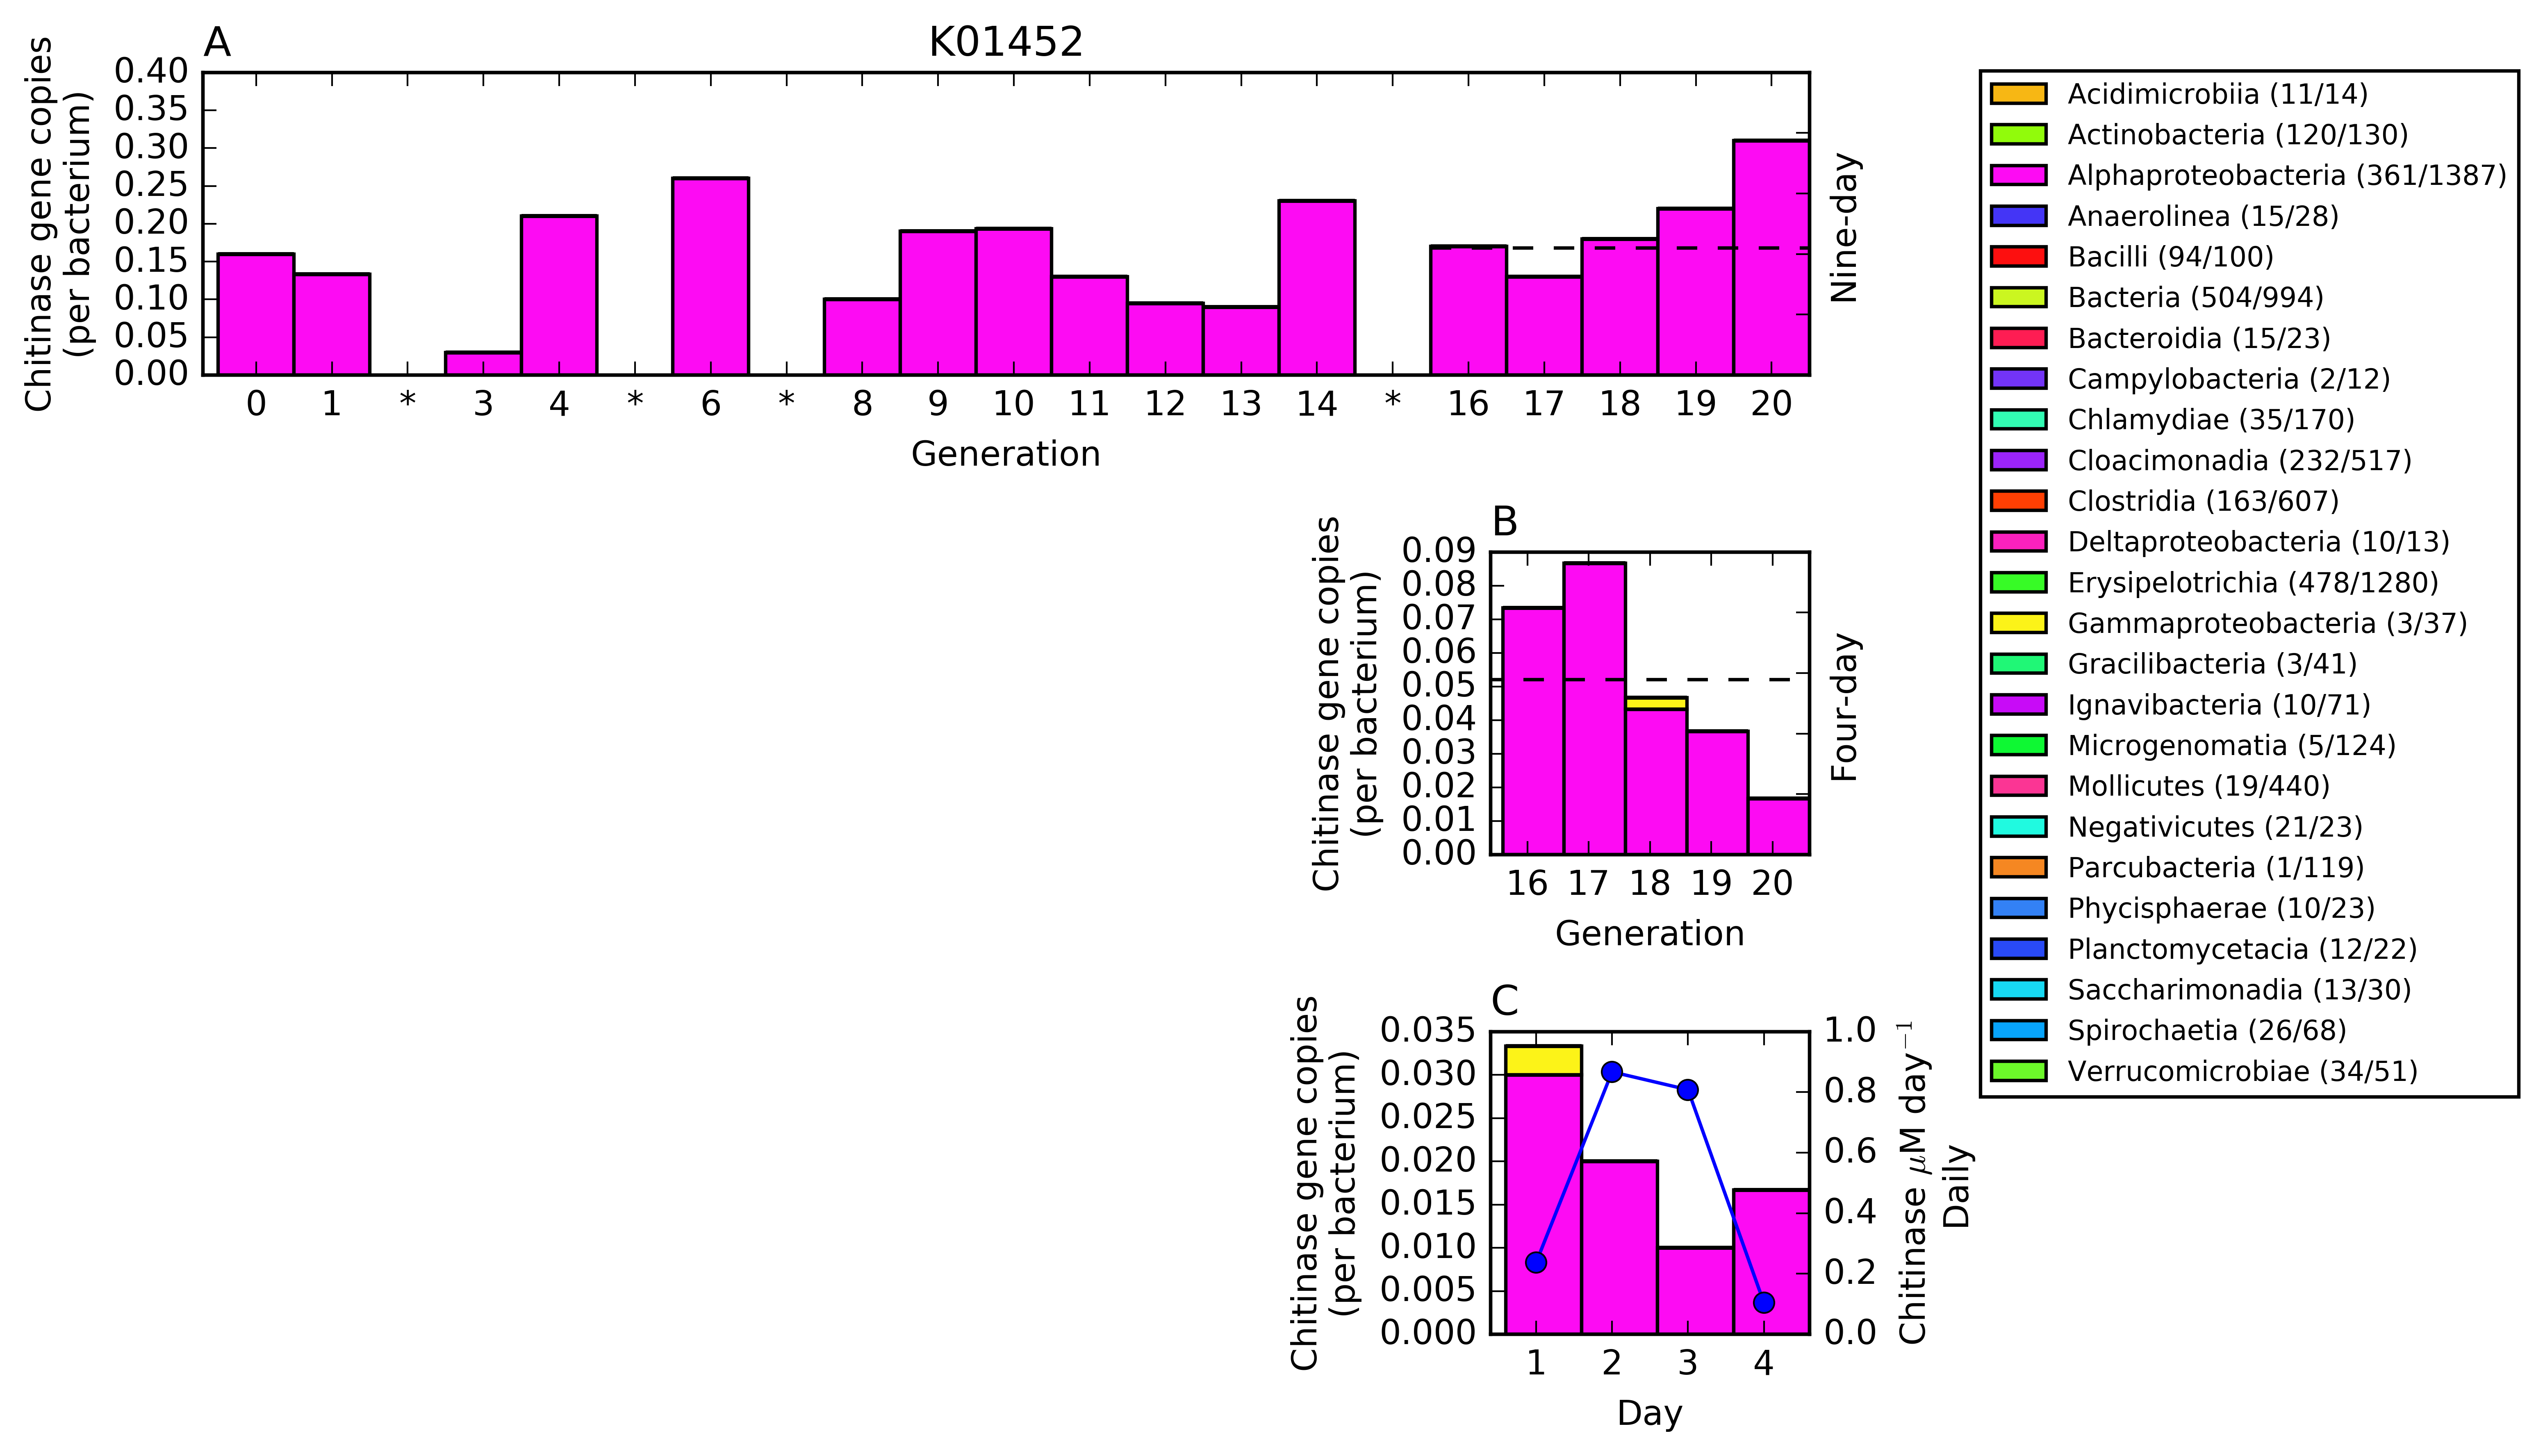 A
K01452
Chitinase gene copies
(per bacterium)
0.40
0.35
0.30
0.25
0.20
0.15
0.10
0.05
0.00
0 1 * 3 4 * 6 * 8 9 10 11 12 13 14 * 16 17 18 19 20
Generation
Nine-day
B
Chitinase gene copies
(per bacterium)
0.09
0.08
0.07
0.06
0.05
0.04
0.03
0.02
0.01
0.00
16 17 18 19 20
Generation
Four-day
C
Chitinase gene copies
(per bacterium)
0.035
0.030
0.025
0.020
0.015
0.010
0.005
0.000
1 2 3 4
Day
1.0
0.8
0.6
0.4
0.2
0.0
Chitinase μM day⁻¹
Daily
Acidimicrobiia (11/14)
Actinobacteria (120/130)
Alphaproteobacteria (361/1387)
Anaerolinea (15/28)
Bacilli (94/100)
Bacteria (504/994)
Bacteroidia (15/23)
Campylobacteria (2/12)
Chlamydiae (35/170)
Cloacimonadia (232/517)
Clostridia (163/607)
Deltaproteobacteria (10/13)
Erysipelotrichia (478/1280)
Gammaproteobacteria (3/37)
Gracilibacteria (3/41)
Ignavibacteria (10/71)
Microgenomatia (5/124)
Mollicutes (19/440)
Negativicutes (21/23)
Parcubacteria (1/119)
Phycisphaerae (10/23)
Planctomycetacia (12/22)
Saccharimonadia (13/30)
Spirochaetia (26/68)
Verrucomicrobiae (34/51)